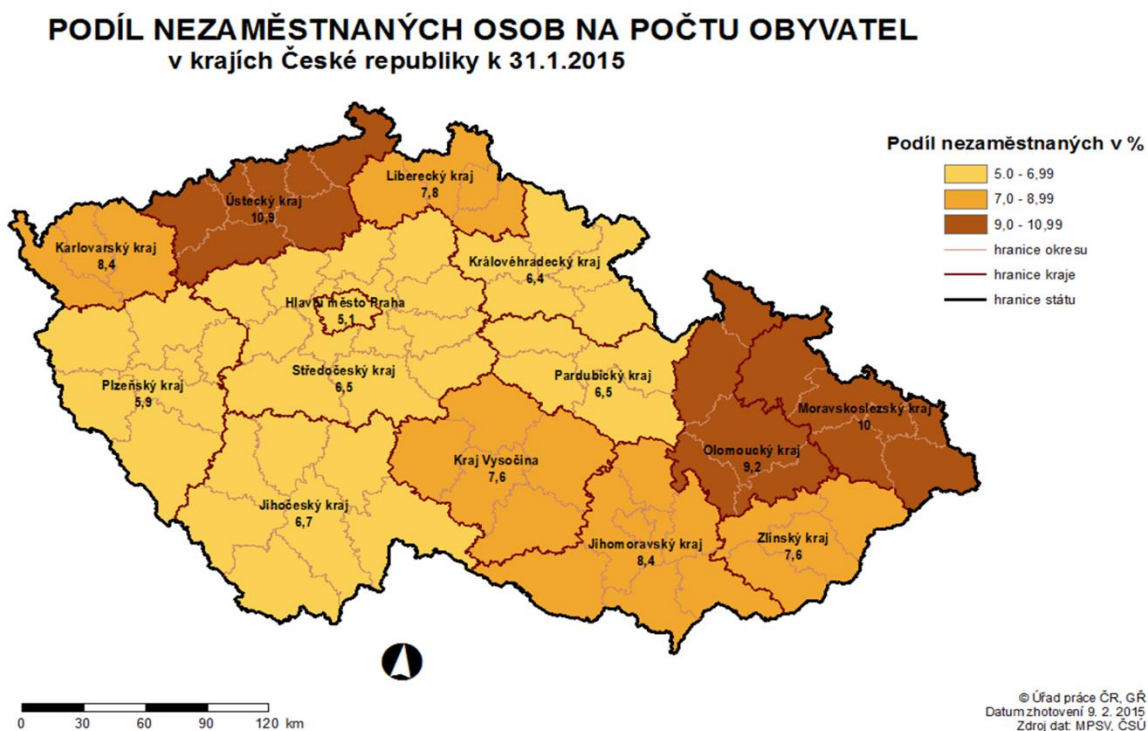 PODÍL NEZAMĚSTNANÝCH OSOB NA POČTU OBYVATEL
v krajích České republiky k 31.1.2015
Podíl nezaměstnaných v %
5.0 - 6,99
7,0 - 8,99
9,0 - 10,99
hranice okresu
hranice kraje
hranice státu
Liberecký kraj
7,8
Ústecký kraj
10,9
Karlovarský kraj
8,4
Královéhradecký kraj
6,4
Hlavní město Praha
5,1
Středočeský kraj
6,5
Plzeňský kraj
5,9
Pardubický kraj
6,5
Moravskoslezský kraj
10
Olomoucký kraj
9,2
Kraj Vysočina
7,6
Jihočeský kraj
6,7
Jihomoravský kraj
8,4
Zlínský kraj
7,6
0 30 60 90 120 km
© Úřad práce ČR, GŘ
Datum zhotovení 9. 2. 2015
Zdroj dat: MPSV, ČSÚ